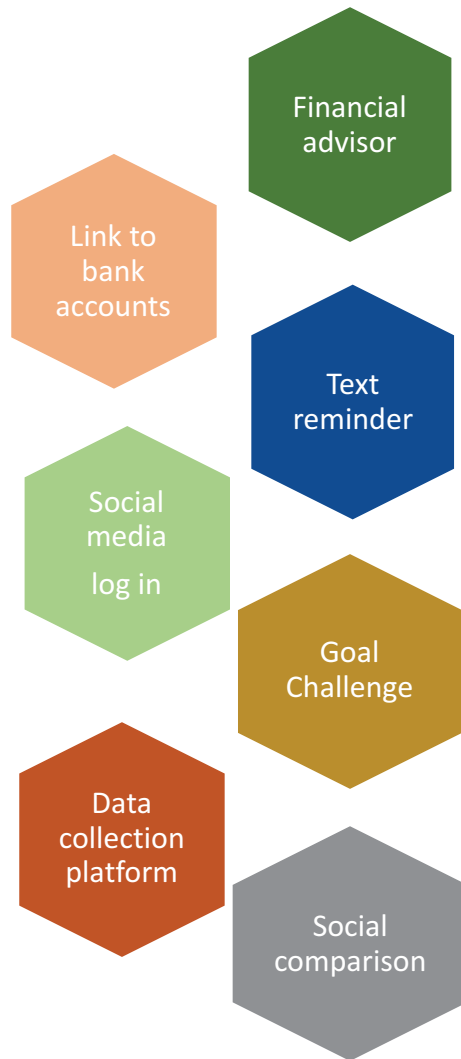 Financial
advisor
Link to
bank
accounts
Text
reminder
Social
media
log in
Goal
Challenge
Data
collection
platform
Social
comparison